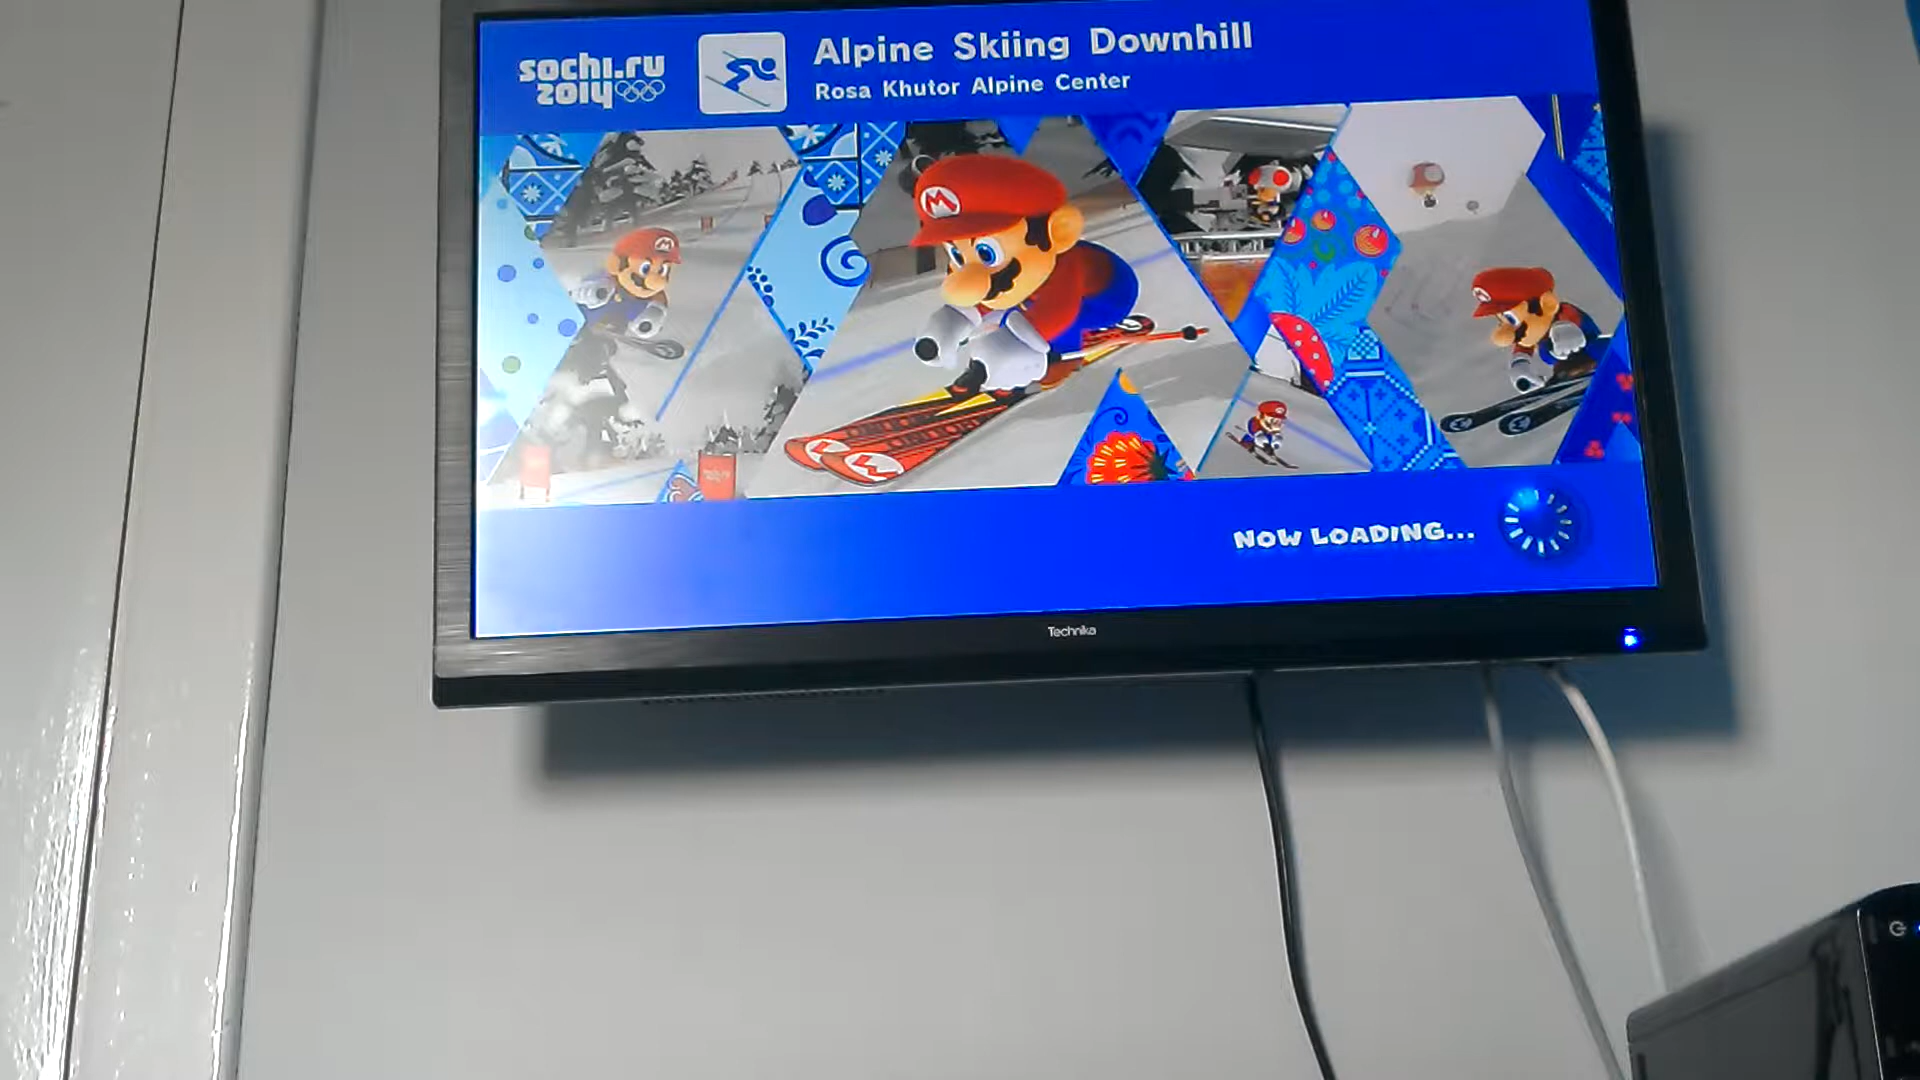 sochi.ru
2014
Alpine Skiing Downhill
Rosa Khutor Alpine Center
NOW LOADING...
Technika